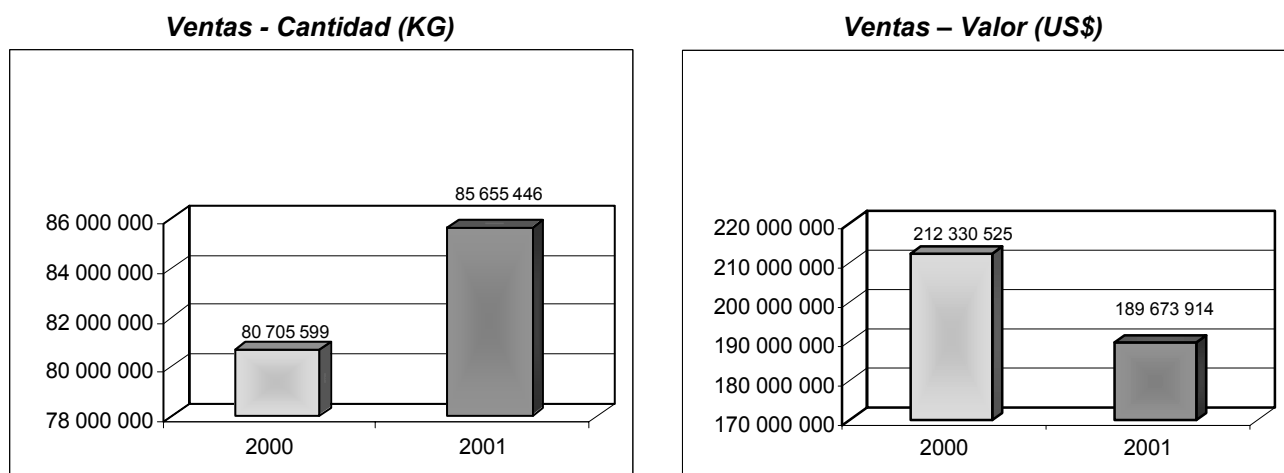 Ventas - Cantidad (KG)
85 655 446
86 000 000
84 000 000
82 000 000
80 705 599
80 000 000
78 000 000
2000 2001
Ventas – Valor (US$)
220 000 000
212 330 525
210 000 000
200 000 000
189 673 914
190 000 000
180 000 000
170 000 000
2000 2001